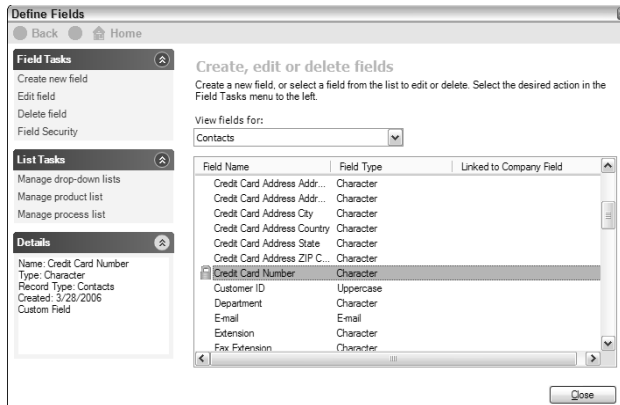 Define Fields
Back Home
Field Tasks
Create new field
Edit field
Delete field
Field Security
List Tasks
Manage drop-down lists
Manage product list
Manage process list
Details
Name: Credit Card Number
Type: Character
Record Type: Contacts
Created: 3/28/2006
Custom Field
Create, edit or delete fields
Create a new field, or select a field from the list to edit or delete. Select the desired action in the
Field Tasks menu to the left.
View fields for:
Contacts
Field Name Field Type Linked to Company Field
Credit Card Address Addr... Character
Credit Card Address Addr... Character
Credit Card Address City Character
Credit Card Address Country Character
Credit Card Address State Character
Credit Card Address ZIP C... Character
Credit Card Number Character
Customer ID Uppercase
Department Character
E-mail E-mail
Extension Character
Fax Extension Character
Close